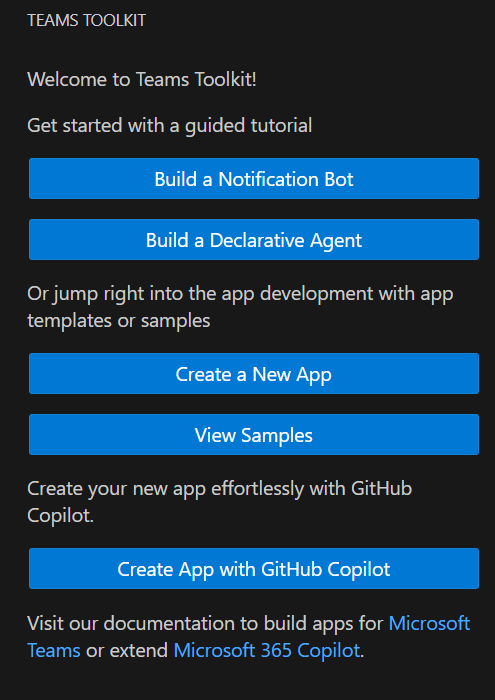 TEAMS TOOLKIT
Welcome to Teams Toolkit!
Get started with a guided tutorial
Build a Notification Bot
Build a Declarative Agent
Or jump right into the app development with app
templates or samples
Create a New App
View Samples
Create your new app effortlessly with GitHub
Copilot.
Create App with GitHub Copilot
Visit our documentation to build apps for Microsoft
Teams or extend Microsoft 365 Copilot.